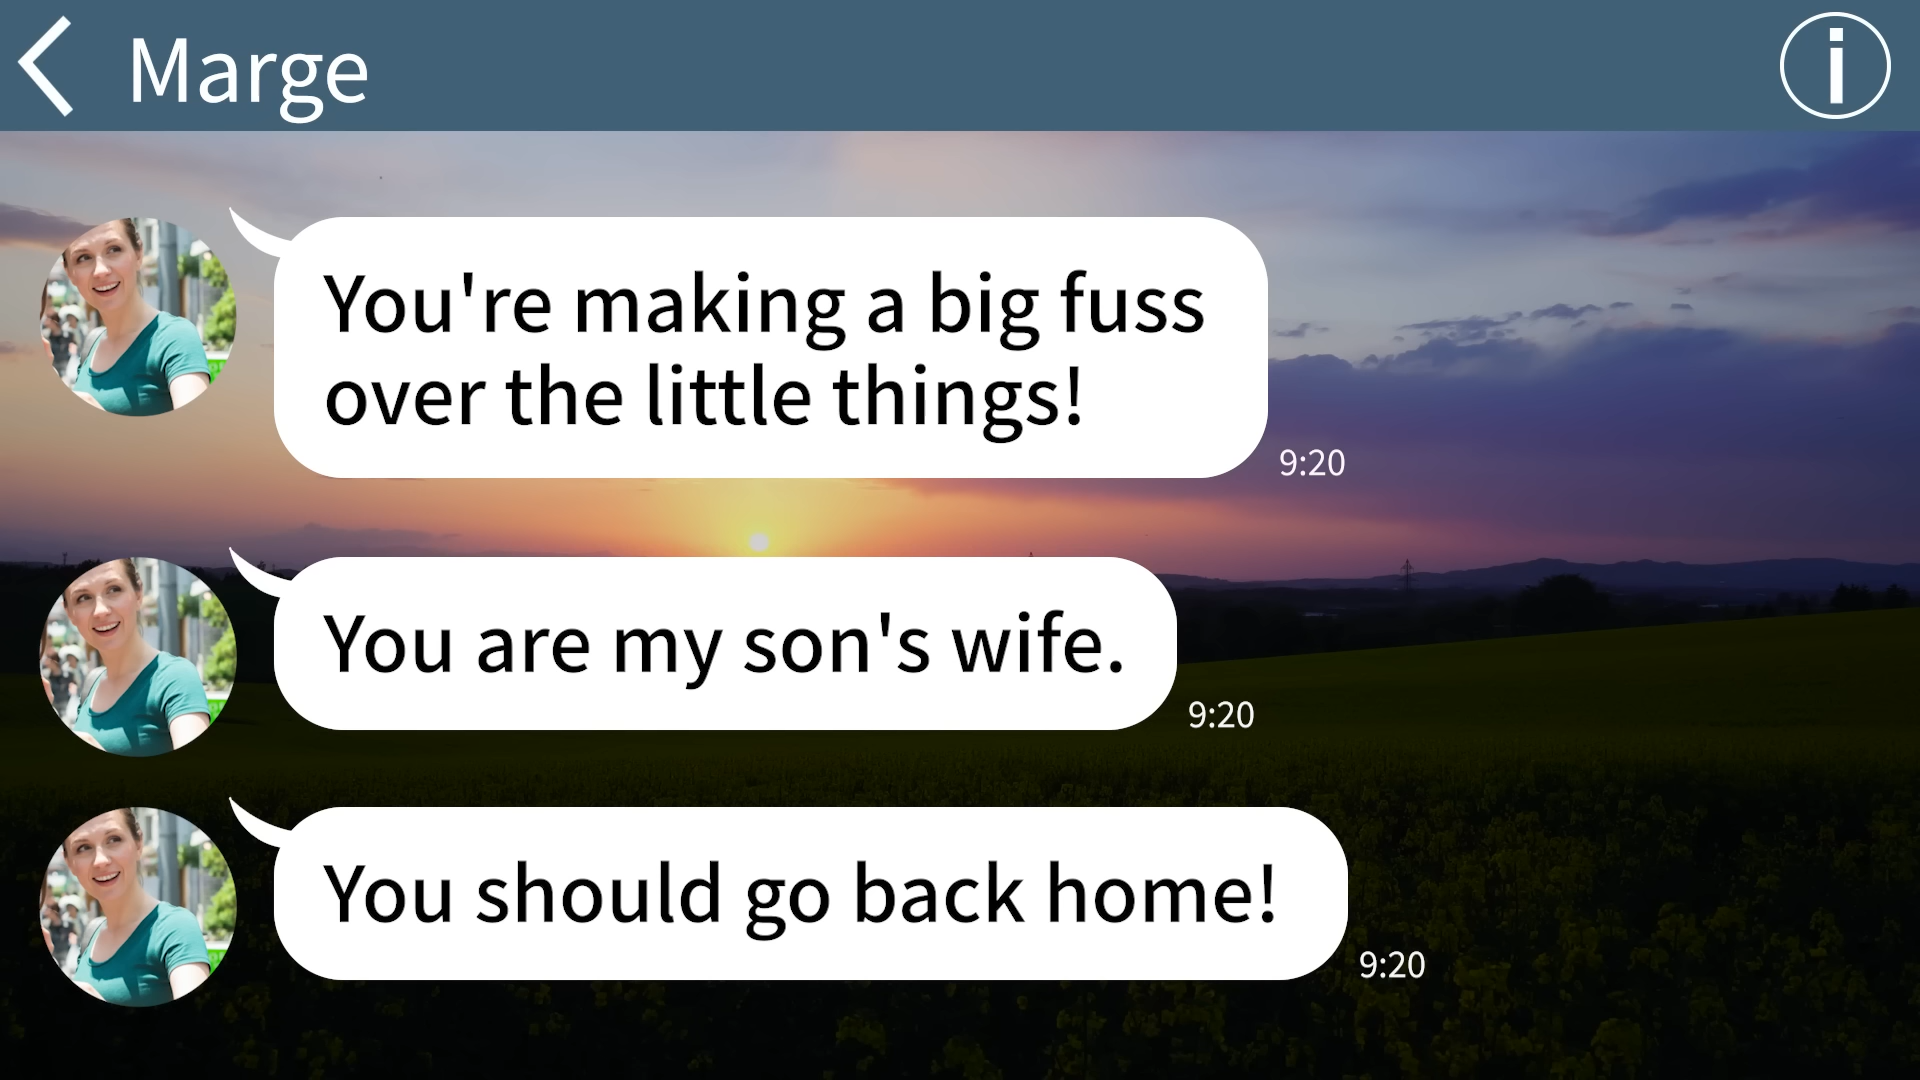 Marge
You're making a big fuss
over the little things!
9:20
You are my son's wife.
9:20
You should go back home!
9:20